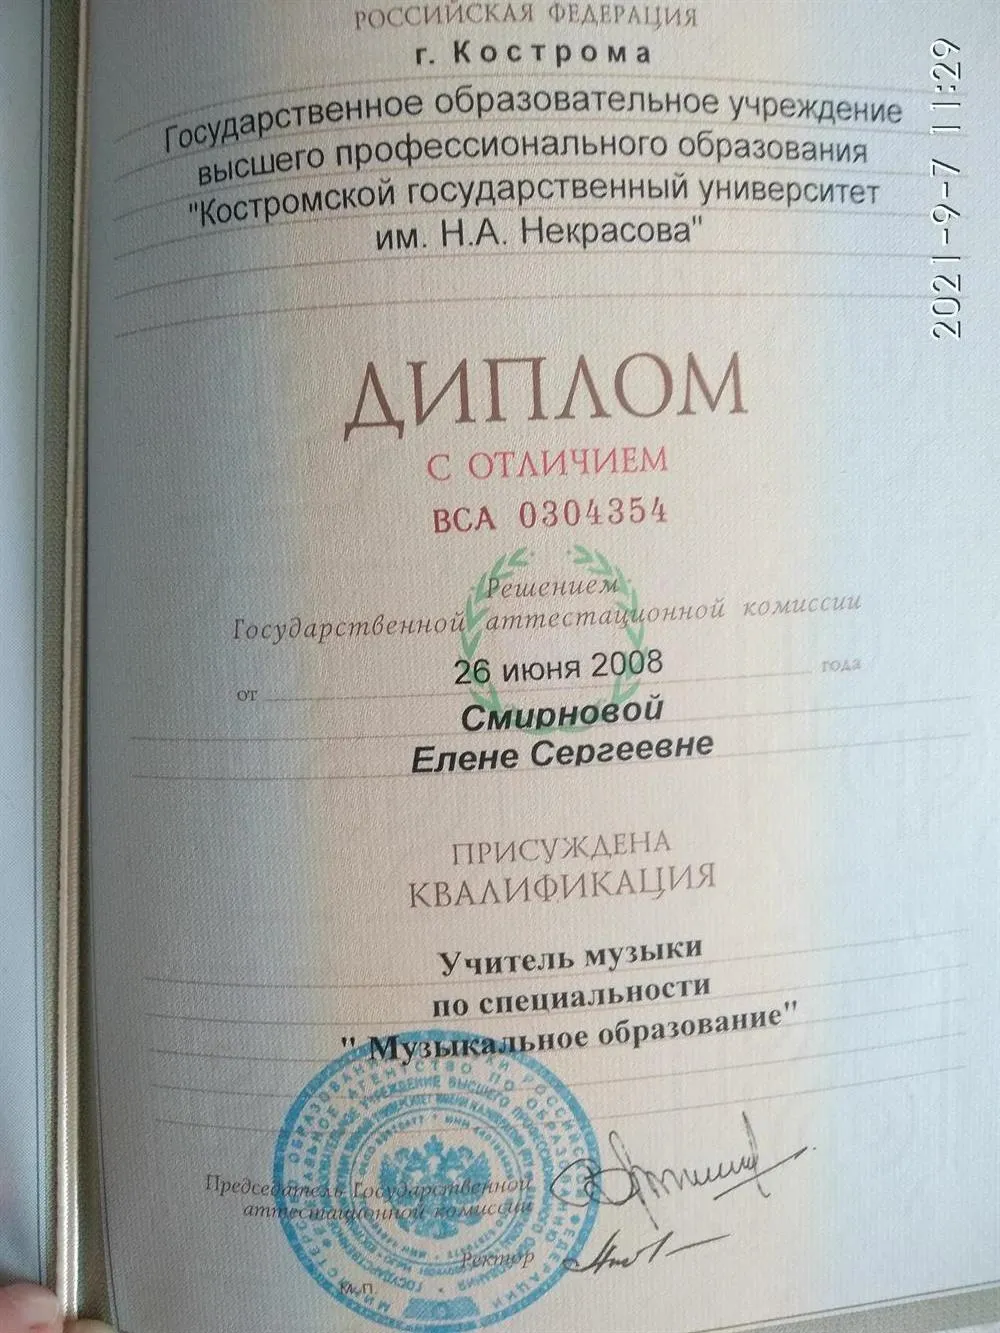 РОССИЙСКАЯ ФЕДЕРАЦИЯ
г. Кострома
Государственное образовательное учреждение
высшего профессионального образования
"Костромской государственный университет
им. Н.А. Некрасова"
2021-9-7 11:29
ДИПЛОМ
С ОТЛИЧИЕМ
ВСА 0304354
Решением
Государственной аттестационной комиссии
от 26 июня 2008 года
Смирновой
Елене Сергеевне
ПРИСУЖДЕНА
КВАЛИФИКАЦИЯ
Учитель музыки
по специальности
" Музыкальное образование"
Председатель Государственной
аттестационной комиссии
Ректор
М.П.